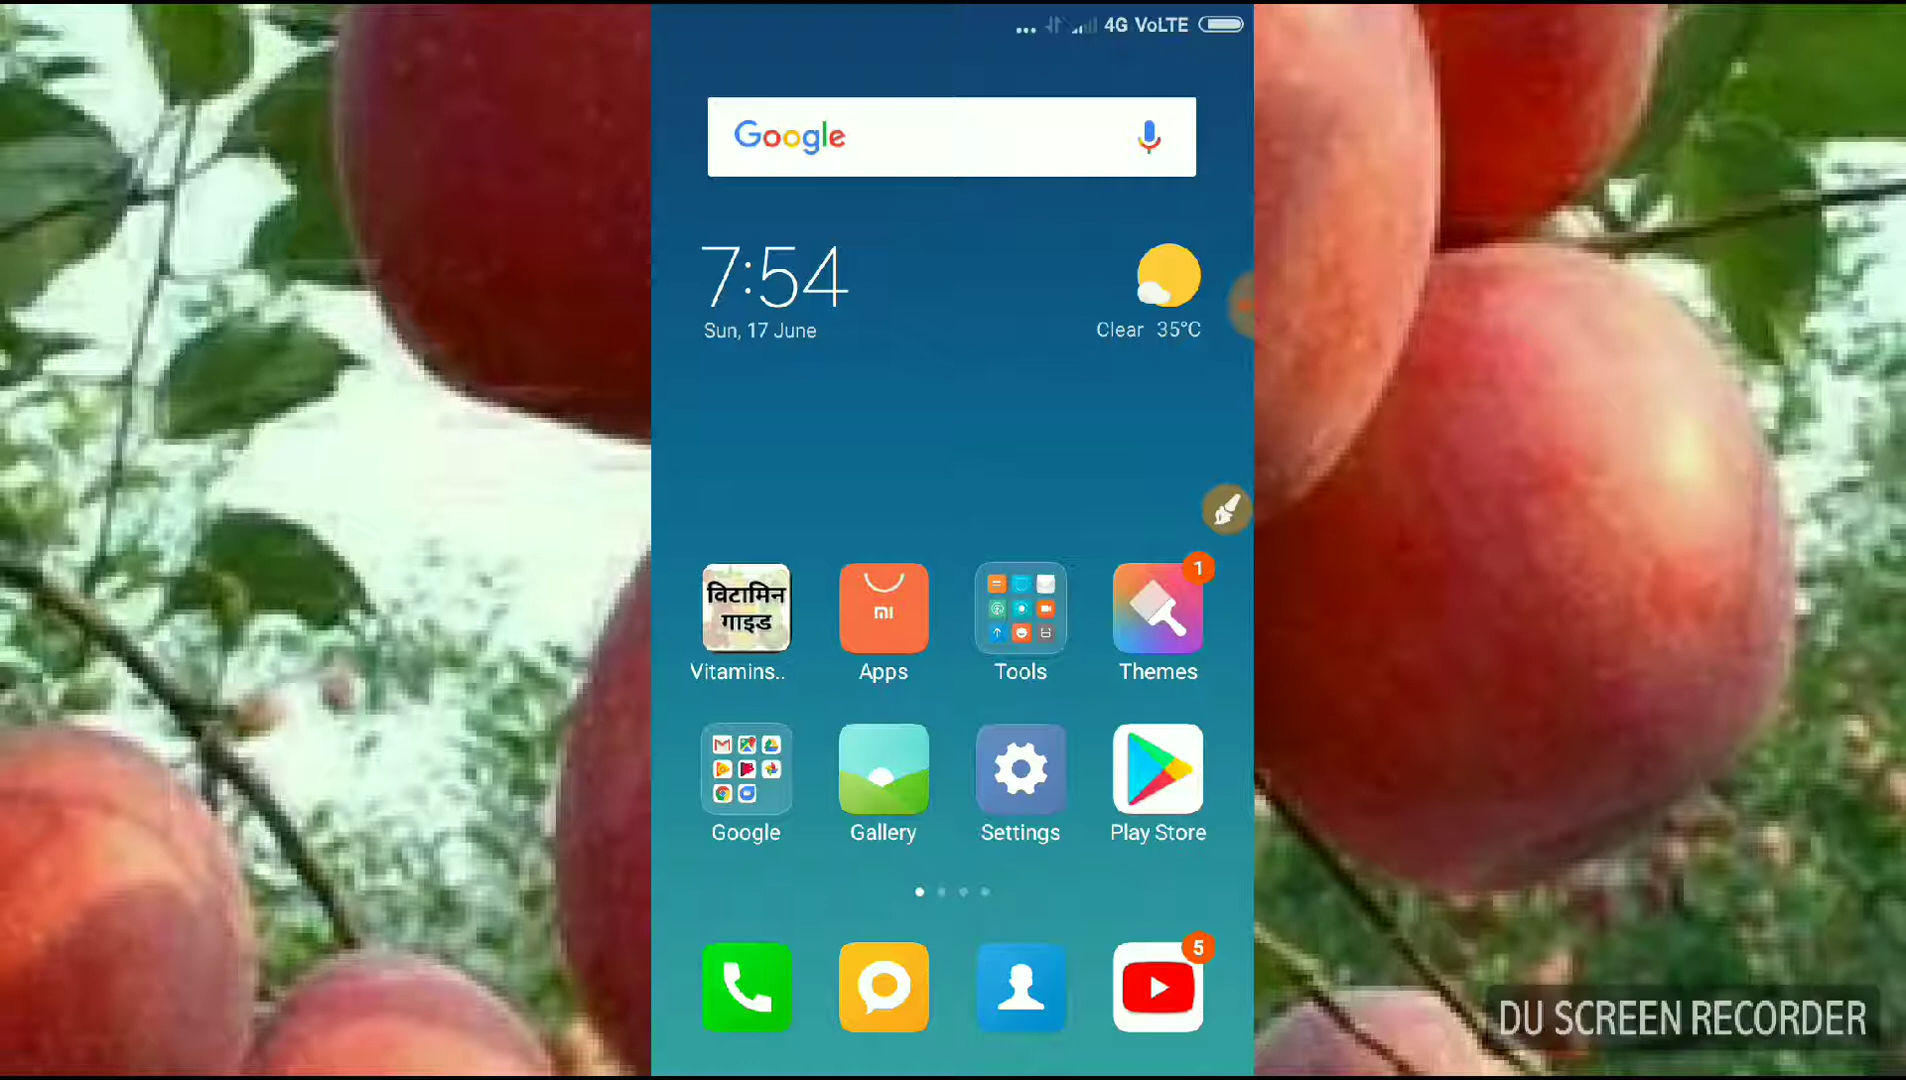 4G VoLTE
Google
7:54
Sun, 17 June
Clear 35°C
1
विटामिन
गाइड
mi
Vitamins..
Apps
Tools
Themes
Google
Gallery
Settings
Play Store
5
DU SCREEN RECORDER